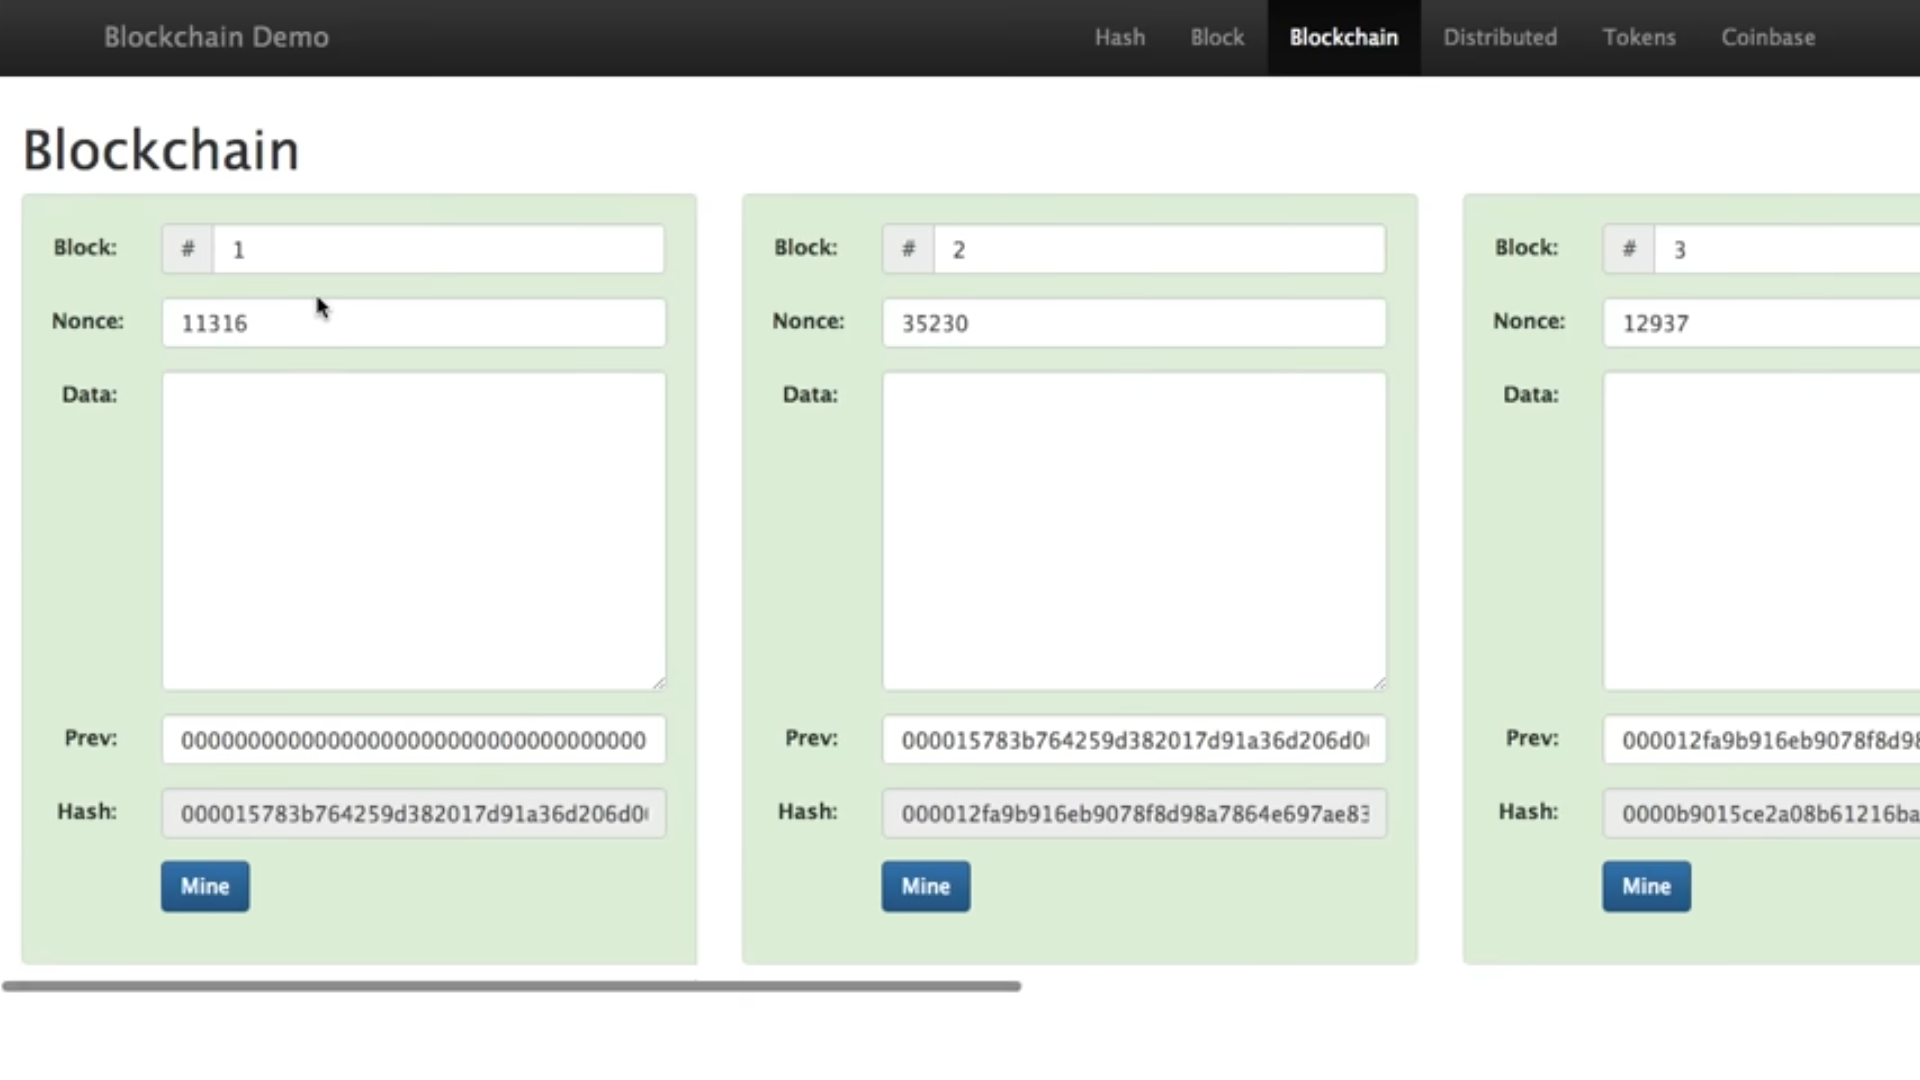 Blockchain Demo Hash Block Blockchain Distributed Tokens Coinbase
Blockchain
Block: # 1
Nonce: 11316
Data:
Prev: 0000000000000000000000000000000000
Hash: 000015783b764259d382017d91a36d206d0
Mine
Block: # 2
Nonce: 35230
Data:
Prev: 000015783b764259d382017d91a36d206d0
Hash: 000012fa9b916eb9078f8d98a7864e697ae83
Mine
Block: # 3
Nonce: 12937
Data:
Prev: 000012fa9b916eb9078f8d98
Hash: 0000b9015ce2a08b61216ba
Mine